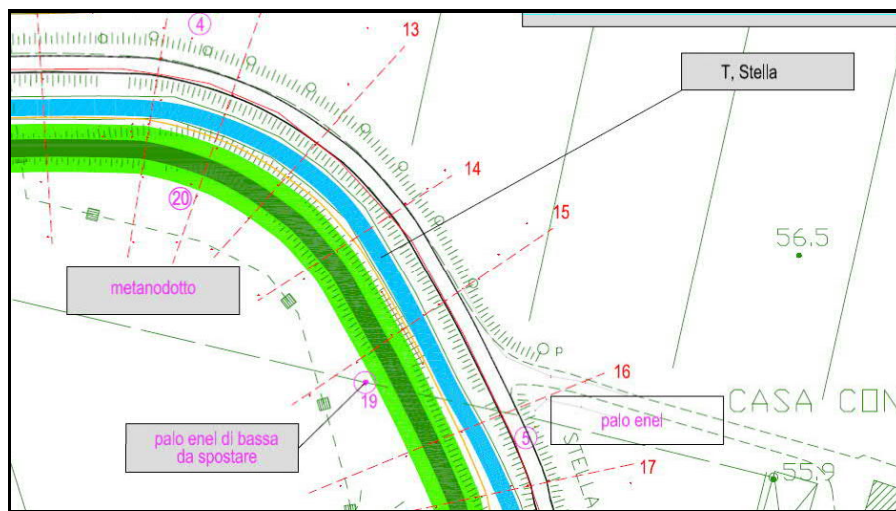 4
13
T, Stella
14
20
15
56.5
metanodotto
16
19
CASA CON
palo enel
5
palo enel di bassa
da spostare
STELLA
17
55.9
p